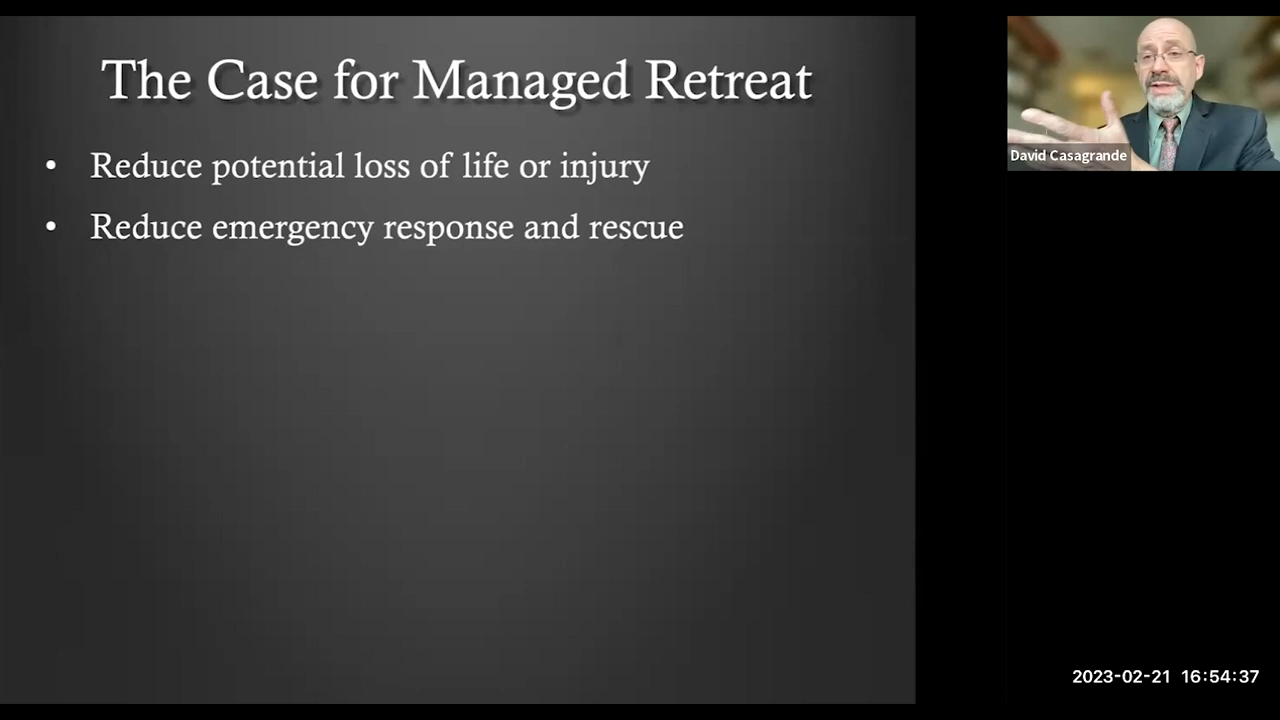 The Case for Managed Retreat
• Reduce potential loss of life or injury
• Reduce emergency response and rescue
David Casagrande
2023-02-21 16:54:37